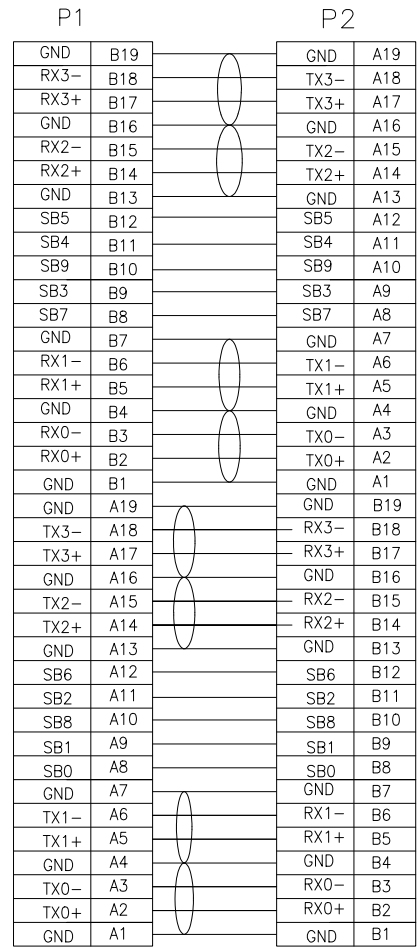 P1 P2
GND B19 GND A19
RX3- B18 TX3- A18
RX3+ B17 TX3+ A17
GND B16 GND A16
RX2- B15 TX2- A15
RX2+ B14 TX2+ A14
GND B13 GND A13
SB5 B12 SB5 A12
SB4 B11 SB4 A11
SB9 B10 SB9 A10
SB3 B9 SB3 A9
SB7 B8 SB7 A8
GND B7 GND A7
RX1- B6 TX1- A6
RX1+ B5 TX1+ A5
GND B4 GND A4
RX0- B3 TX0- A3
RX0+ B2 TX0+ A2
GND B1 GND A1
GND A19 GND B19
TX3- A18 RX3- B18
TX3+ A17 RX3+ B17
GND A16 GND B16
TX2- A15 RX2- B15
TX2+ A14 RX2+ B14
GND A13 GND B13
SB6 A12 SB6 B12
SB2 A11 SB2 B11
SB8 A10 SB8 B10
SB1 A9 SB1 B9
SB0 A8 SB0 B8
GND A7 GND B7
TX1- A6 RX1- B6
TX1+ A5 RX1+ B5
GND A4 GND B4
TX0- A3 RX0- B3
TX0+ A2 RX0+ B2
GND A1 GND B1